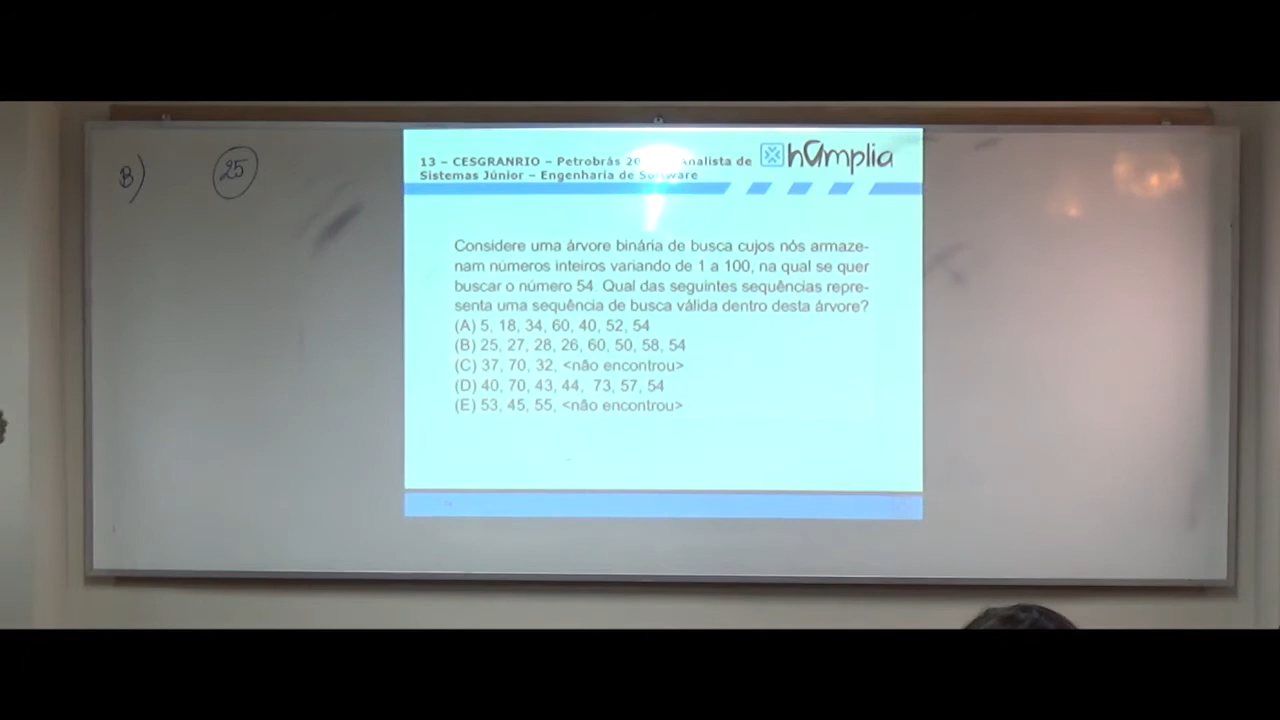 B)
25
13 – CESGRANRIO – Petrobrás 20 Analista de
Sistemas Júnior – Engenharia de Software
hamplia
Considere uma árvore binária de busca cujos nós armaze-
nam números inteiros variando de 1 a 100, na qual se quer
buscar o número 54. Qual das seguintes sequências repre-
senta uma sequência de busca válida dentro desta árvore?
(A) 5, 18, 34, 60, 40, 52, 54
(B) 25, 27, 28, 26, 60, 50, 58, 54
(C) 37, 70, 32, <não encontrou>
(D) 40, 70, 43, 44, 73, 57, 54
(E) 53, 45, 55, <não encontrou>